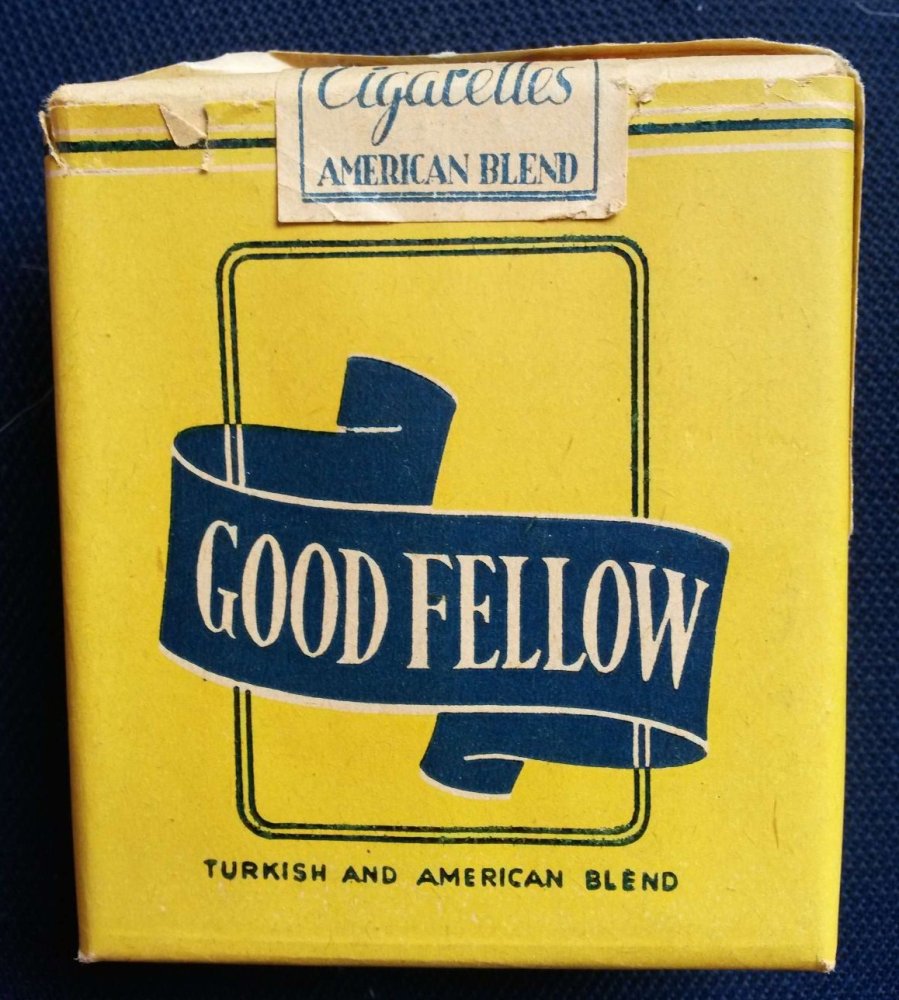 Cigarettes
AMERICAN BLEND
GOOD FELLOW
TURKISH AND AMERICAN BLEND